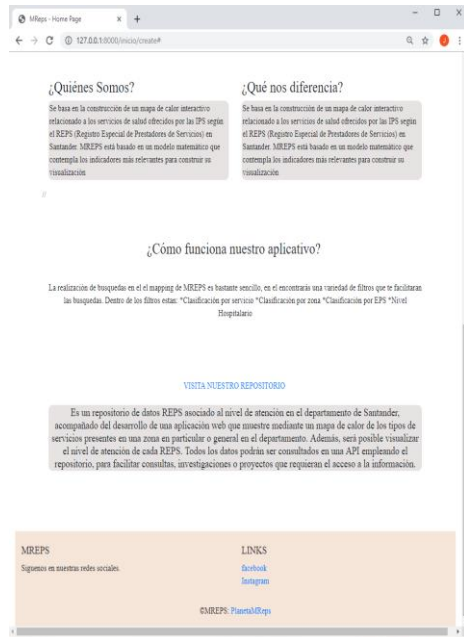 MReps - Home Page
127.0.0.1:8000/inicio/create#
¿Quiénes Somos?
Se basa en la construcción de un mapa de calor interactivo
relacionado a los servicios de salud ofrecidos por las IPS según
el REPS (Registro Especial de Prestadores de Servicios) en
Santander. MREPS está basado en un modelo matemático que
contempla los indicadores más relevantes para construir su
visualización
¿Qué nos diferencia?
Se basa en la construcción de un mapa de calor interactivo
relacionado a los servicios de salud ofrecidos por las IPS según
el REPS (Registro Especial de Prestadores de Servicios) en
Santander. MREPS está basado en un modelo matemático que
contempla los indicadores más relevantes para construir su
visualización
¿Cómo funciona nuestro aplicativo?
La realización de busquedas en el el mapping de MREPS es bastante sencillo, en el encontrarás una variedad de filtros que te facilitaran
las busquedas. Dentro de los filtros estan: *Clasificación por servicio *Clasificación por zona *Clasificación por EPS *Nivel
Hospitalario
VISITA NUESTRO REPOSITORIO
Es un repositorio de datos REPS asociado al nivel de atención en el departamento de Santander,
acompañado del desarrollo de una aplicación web que muestre mediante un mapa de calor de los tipos de
servicios presentes en una zona en particular o general en el departamento. Además, será posible visualizar
el nivel de atención de cada REPS. Todos los datos podrán ser consultados en una API empleando el
repositorio, para facilitar consultas, investigaciones o proyectos que requieran el acceso a la información.
MREPS
Siguenos en nuestras redes sociales.
LINKS
facebook
Instagram
©MREPS: PlanetaMReps